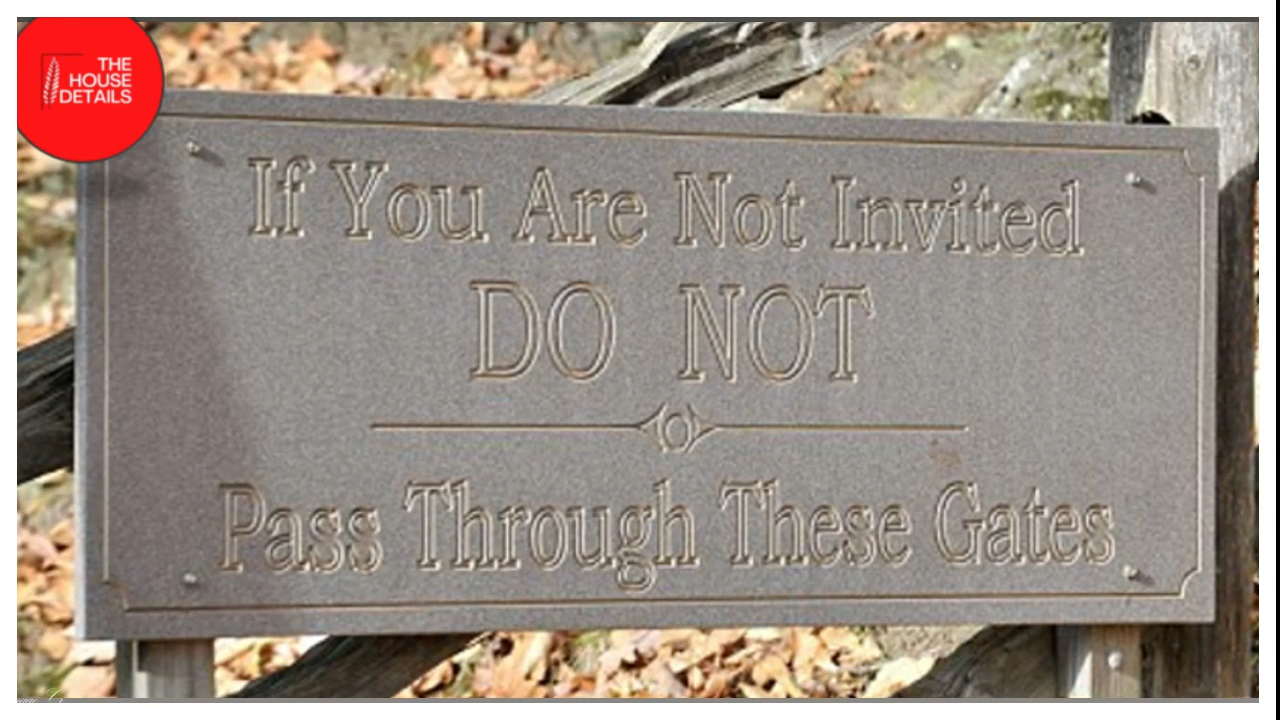 THE
HOUSE
DETAILS
If You Are Not Invited
DO NOT
Pass Through These Gates